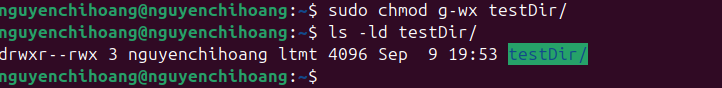 nguyenchihoang@nguyenchihoang:~$ sudo chmod g-wx testDir/
nguyenchihoang@nguyenchihoang:~$ ls -ld testDir/
drwxr--rwx 3 nguyenchihoang ltmt 4096 Sep  9 19:53 testDir/
nguyenchihoang@nguyenchihoang:~$